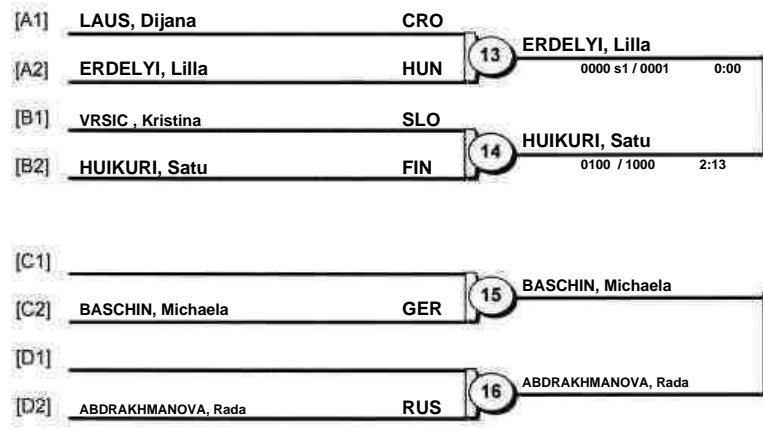 [A1] LAUS, Dijana CRO
13 ERDELYI, Lilla
[A2] ERDELYI, Lilla HUN 0000 s1 / 0001 0:00
[B1] VRSIC , Kristina SLO
14 HUIKURI, Satu
[B2] HUIKURI, Satu FIN 0100 / 1000 2:13
[C1]
15 BASCHIN, Michaela
[C2] BASCHIN, Michaela GER
[D1]
16 ABDRAKHMANOVA, Rada
[D2] ABDRAKHMANOVA, Rada RUS